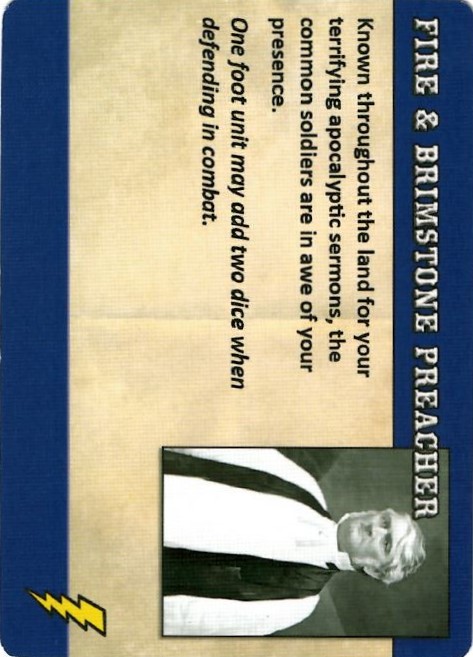 FIRE & BRIMSTONE PREACHER
Known throughout the land for your
terrifying apocalyptic sermons, the
common soldiers are in awe of your
presence.
One foot unit may add two dice when
defending in combat.